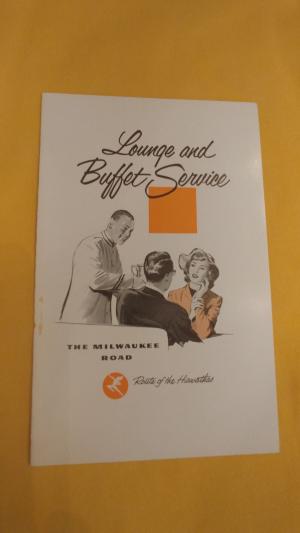 Lounge and
Buffet Service
THE MILWAUKEE
ROAD
Route of the Hiawathas